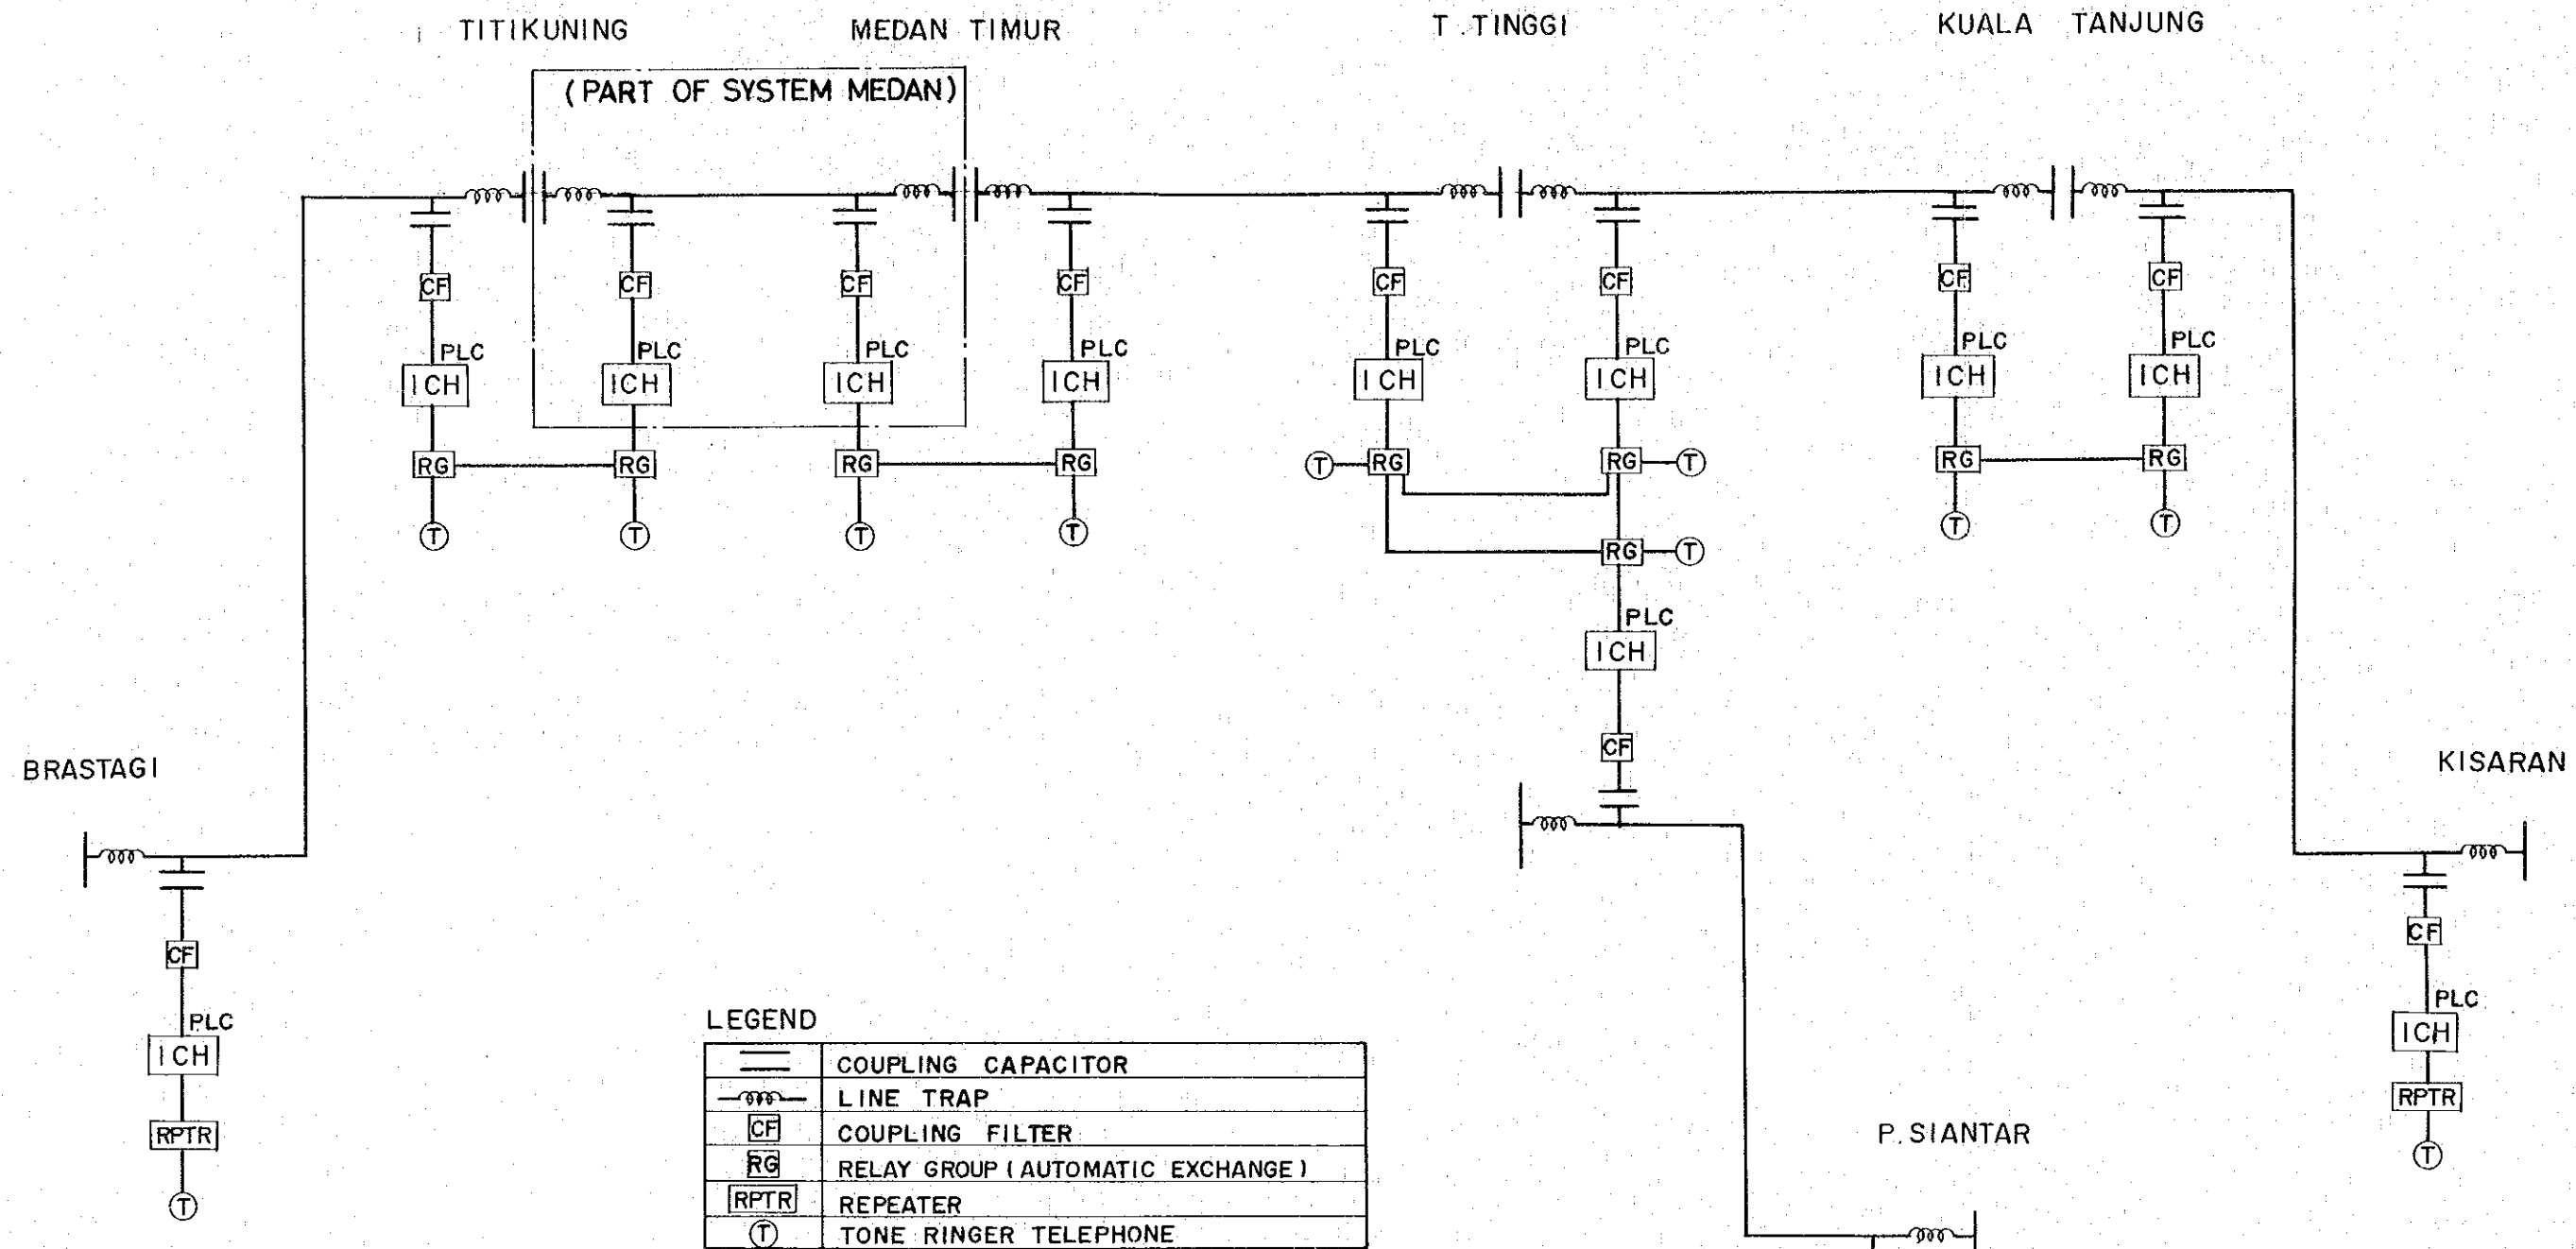 TITIKUNING MEDAN TIMUR T. TINGGI KUALA TANJUNG
(PART OF SYSTEM MEDAN)
CF CF CF CF CF CF CF CF
PLC PLC PLC PLC PLC PLC PLC PLC
ICH ICH ICH ICH ICH ICH ICH ICH
RG RG RG RG T RG RG T RG RG
T T T T T T
RG T
PLC
ICH
CF
BRASTAGI KISARAN
CF CF
PLC PLC
ICH ICH
RPTR RPTR
T T
P. SIANTAR
LEGEND
COUPLING CAPACITOR
LINE TRAP
CF COUPLING FILTER
RG RELAY GROUP (AUTOMATIC EXCHANGE)
RPTR REPEATER
T TONE RINGER TELEPHONE